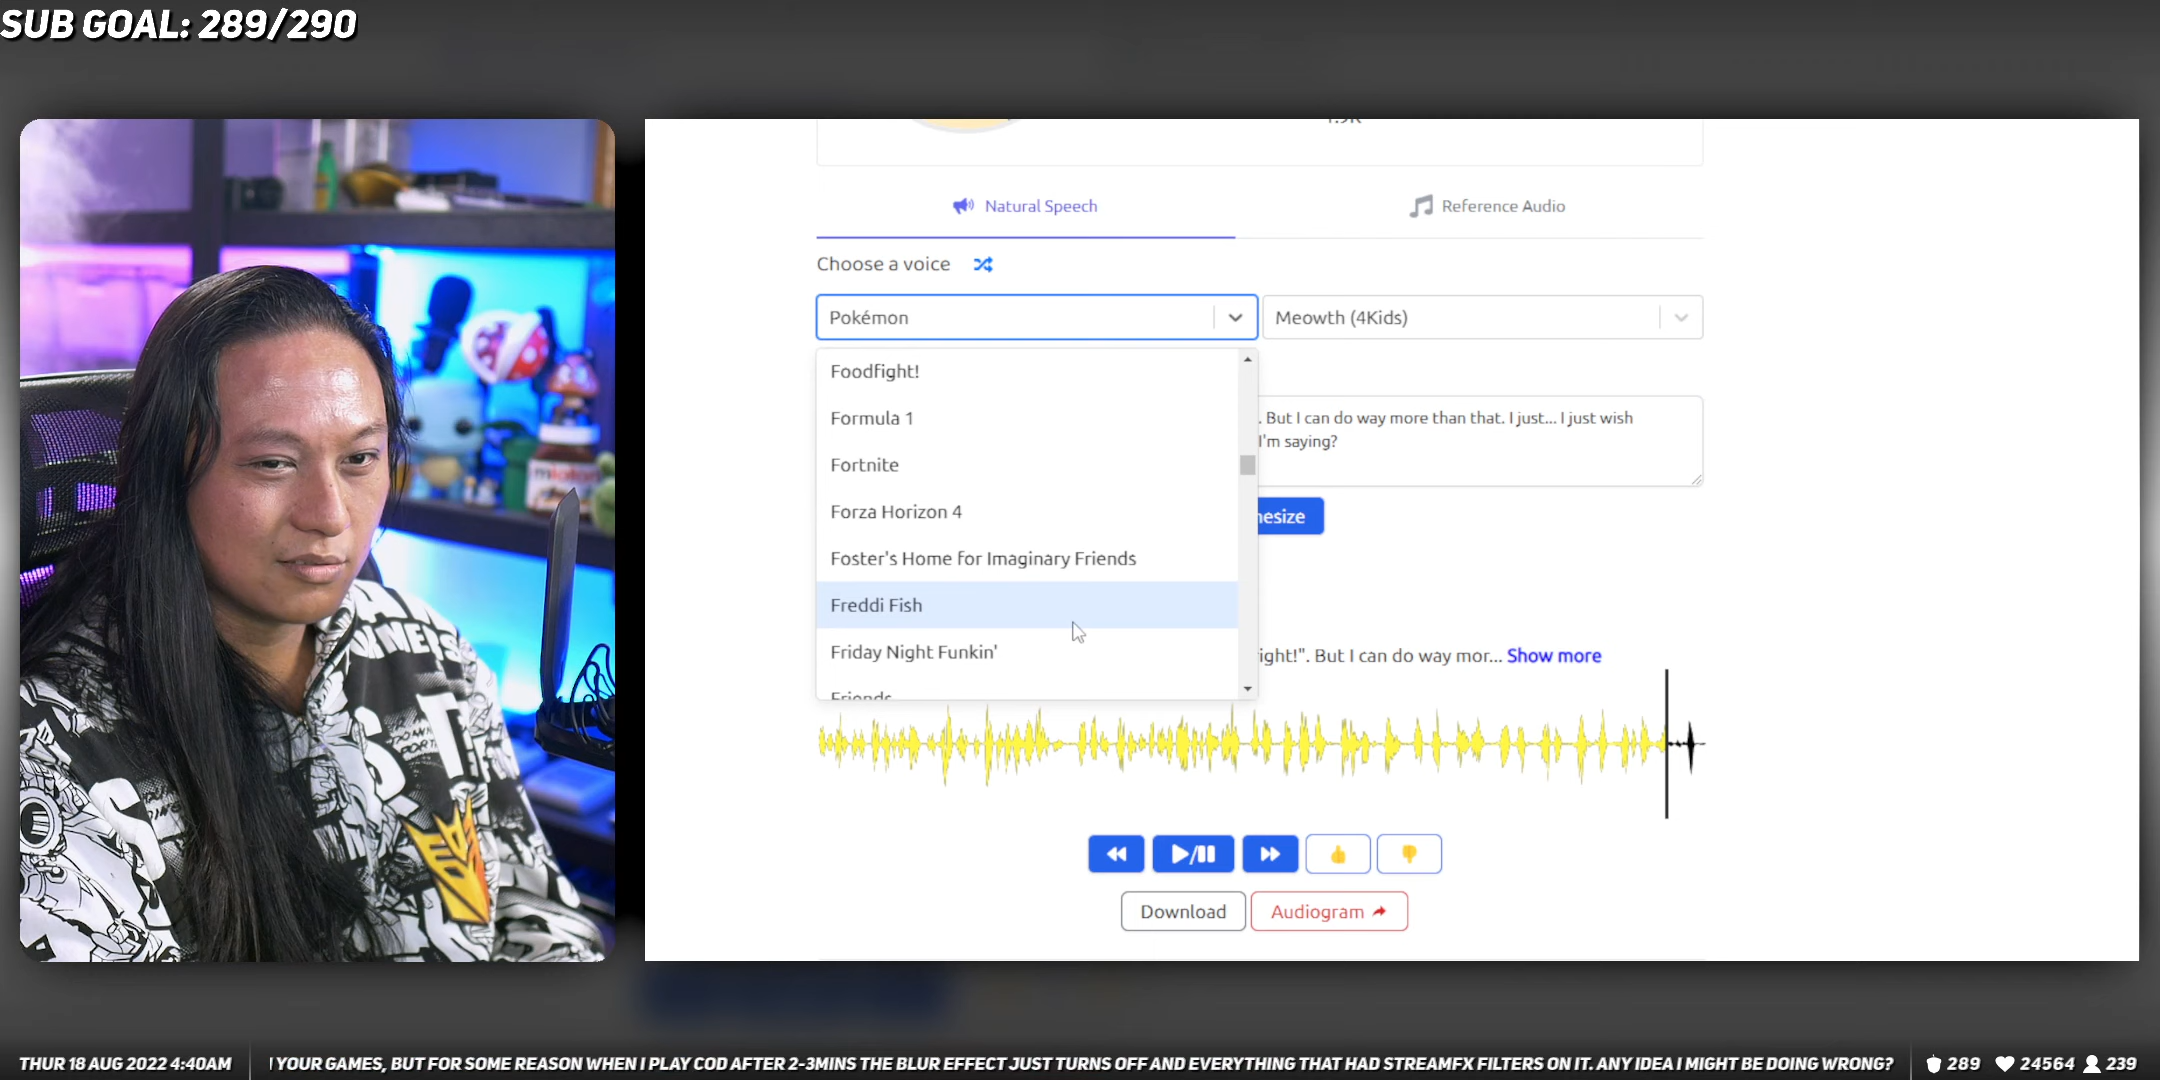 SUB GOAL: 289/290
Natural Speech
Reference Audio
Choose a voice
Pokémon
Meowth (4Kids)
Foodfight!
Formula 1
Fortnite
Forza Horizon 4
Foster's Home for Imaginary Friends
Freddi Fish
Friday Night Funkin'
Friends
. But I can do way more than that. I just... I just wish
I'm saying?
hesize
ight!". But I can do way mor... Show more
Download
Audiogram
THUR 18 AUG 2022 4:40AM
YOUR GAMES, BUT FOR SOME REASON WHEN I PLAY COD AFTER 2-3MINS THE BLUR EFFECT JUST TURNS OFF AND EVERYTHING THAT HAD STREAMFX FILTERS ON IT. ANY IDEA I MIGHT BE DOING WRONG?
289 24564 239